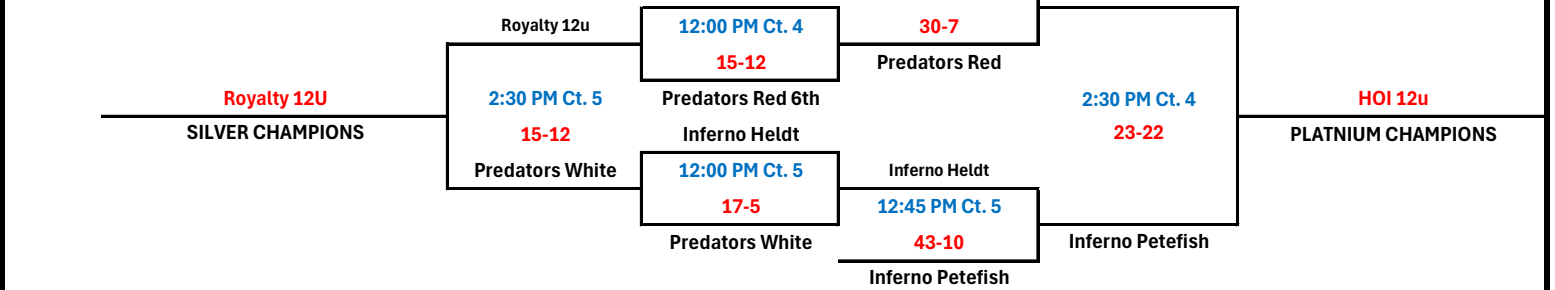 Royalty 12u
12:00 PM Ct. 4
30-7
15-12
Predators Red
Royalty 12U
2:30 PM Ct. 5
Predators Red 6th
2:30 PM Ct. 4
HOI 12u
SILVER CHAMPIONS
15-12
Inferno Heldt
23-22
PLATNIUM CHAMPIONS
Predators White
12:00 PM Ct. 5
Inferno Heldt
17-5
12:45 PM Ct. 5
Predators White
43-10
Inferno Petefish
Inferno Petefish